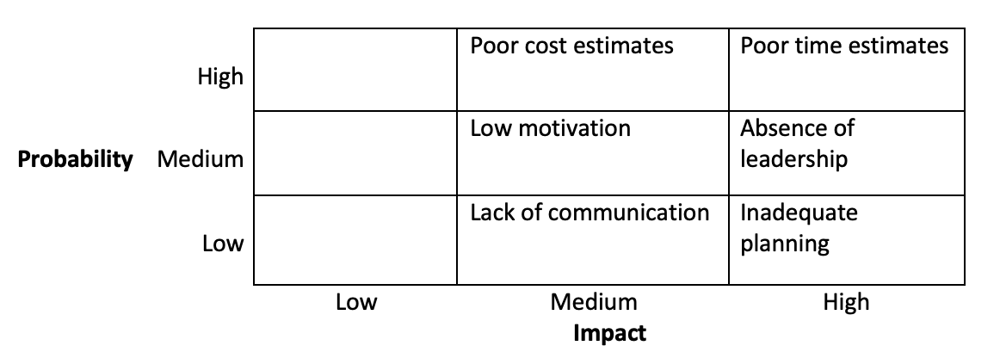 Poor cost estimates
Poor time estimates
High
Low motivation
Absence of
leadership
Probability
Medium
Lack of communication
Inadequate
planning
Low
Low
Medium
High
Impact